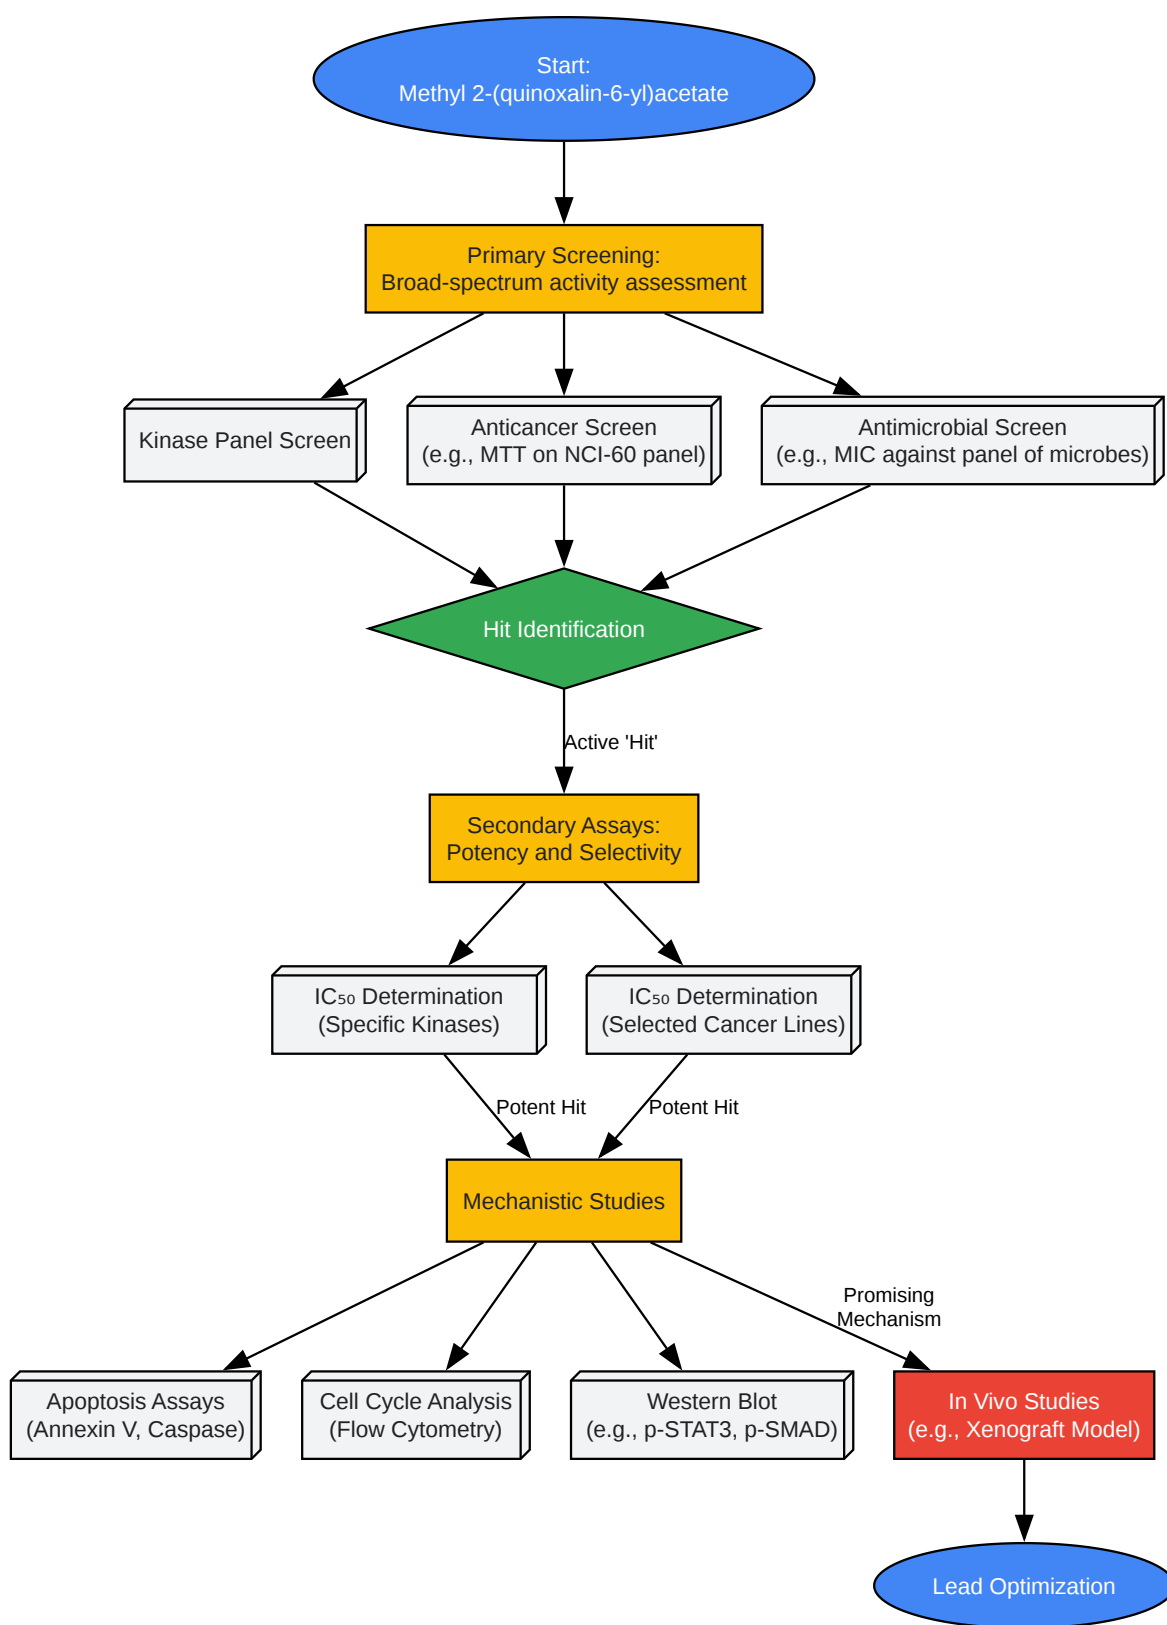 Start:
Methyl 2-(quinoxalin-6-yl)acetate
Primary Screening:
Broad-spectrum activity assessment
Kinase Panel Screen
Anticancer Screen
(e.g., MTT on NCI-60 panel)
Antimicrobial Screen
(e.g., MIC against panel of microbes)
Hit Identification
Active 'Hit'
Secondary Assays:
Potency and Selectivity
IC₅₀ Determination
(Specific Kinases)
IC₅₀ Determination
(Selected Cancer Lines)
Potent Hit
Potent Hit
Mechanistic Studies
Promising
Mechanism
Apoptosis Assays
(Annexin V, Caspase)
Cell Cycle Analysis
(Flow Cytometry)
Western Blot
(e.g., p-STAT3, p-SMAD)
In Vivo Studies
(e.g., Xenograft Model)
Lead Optimization